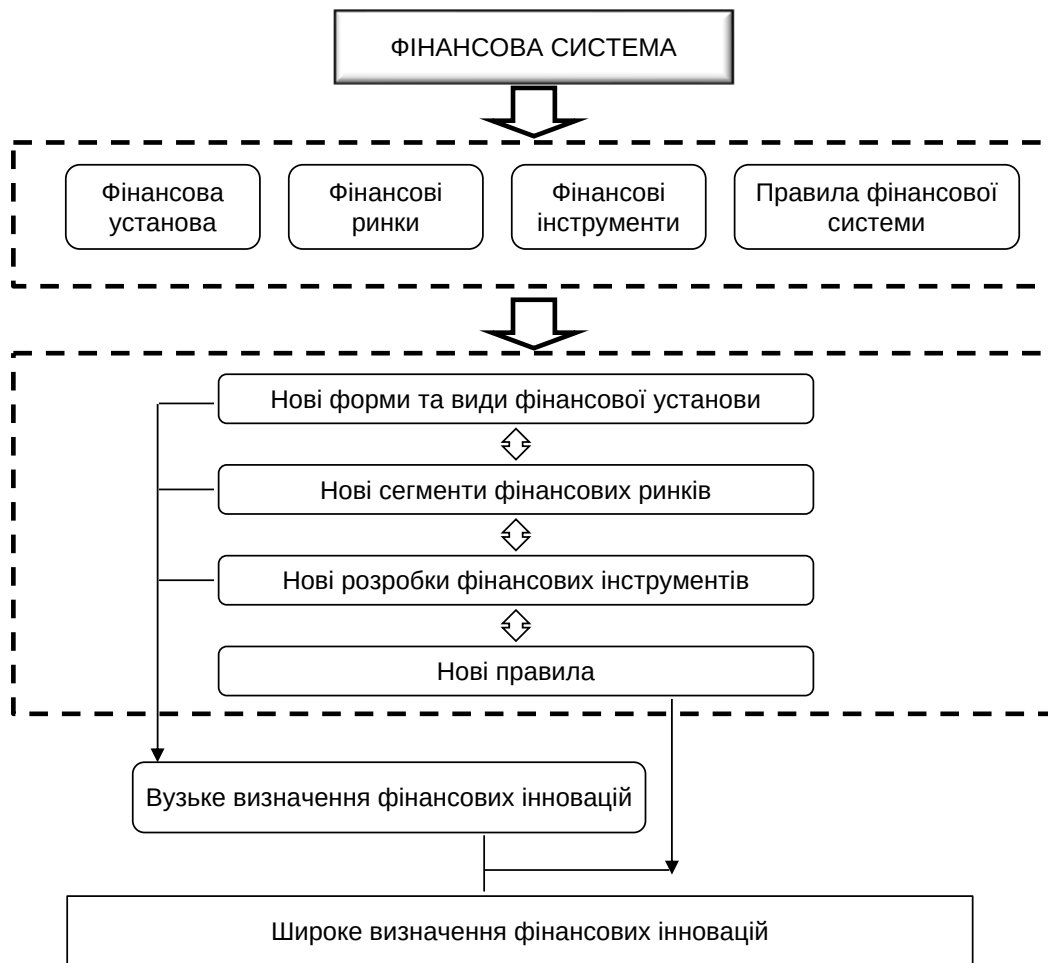 ФІНАНСОВА СИСТЕМА
Фінансова
установа
Фінансові
ринки
Фінансові
інструменти
Правила фінансової
системи
Нові форми та види фінансової установи
Нові сегменти фінансових ринків
Нові розробки фінансових інструментів
Нові правила
Вузьке визначення фінансових інновацій
Широке визначення фінансових інновацій